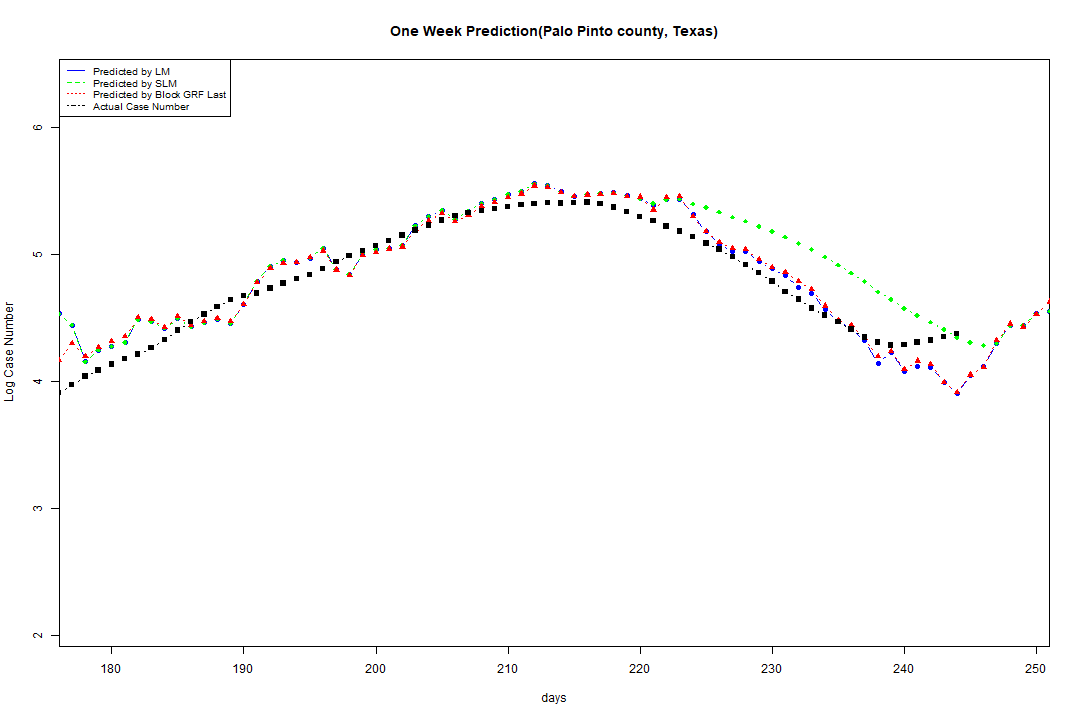 One Week Prediction(Palo Pinto county, Texas)
Predicted by LM
Predicted by SLM
Predicted by Block GRF Last
Actual Case Number
6
5
4
3
2
Log Case Number
180 190 200 210 220 230 240 250
days